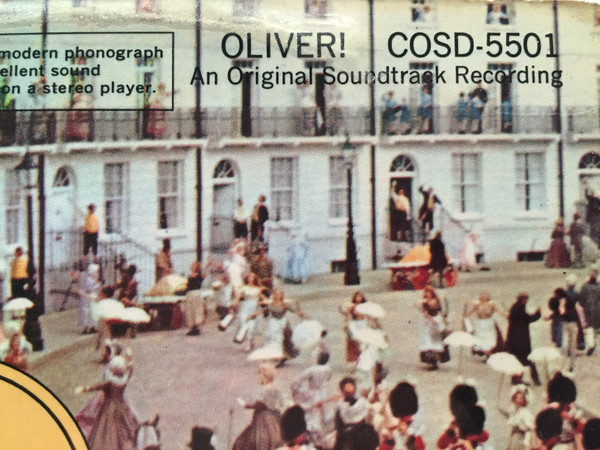 modern phonograph
ellent sound
on a stereo player.
OLIVER! COSD-5501
An Original Soundtrack Recording